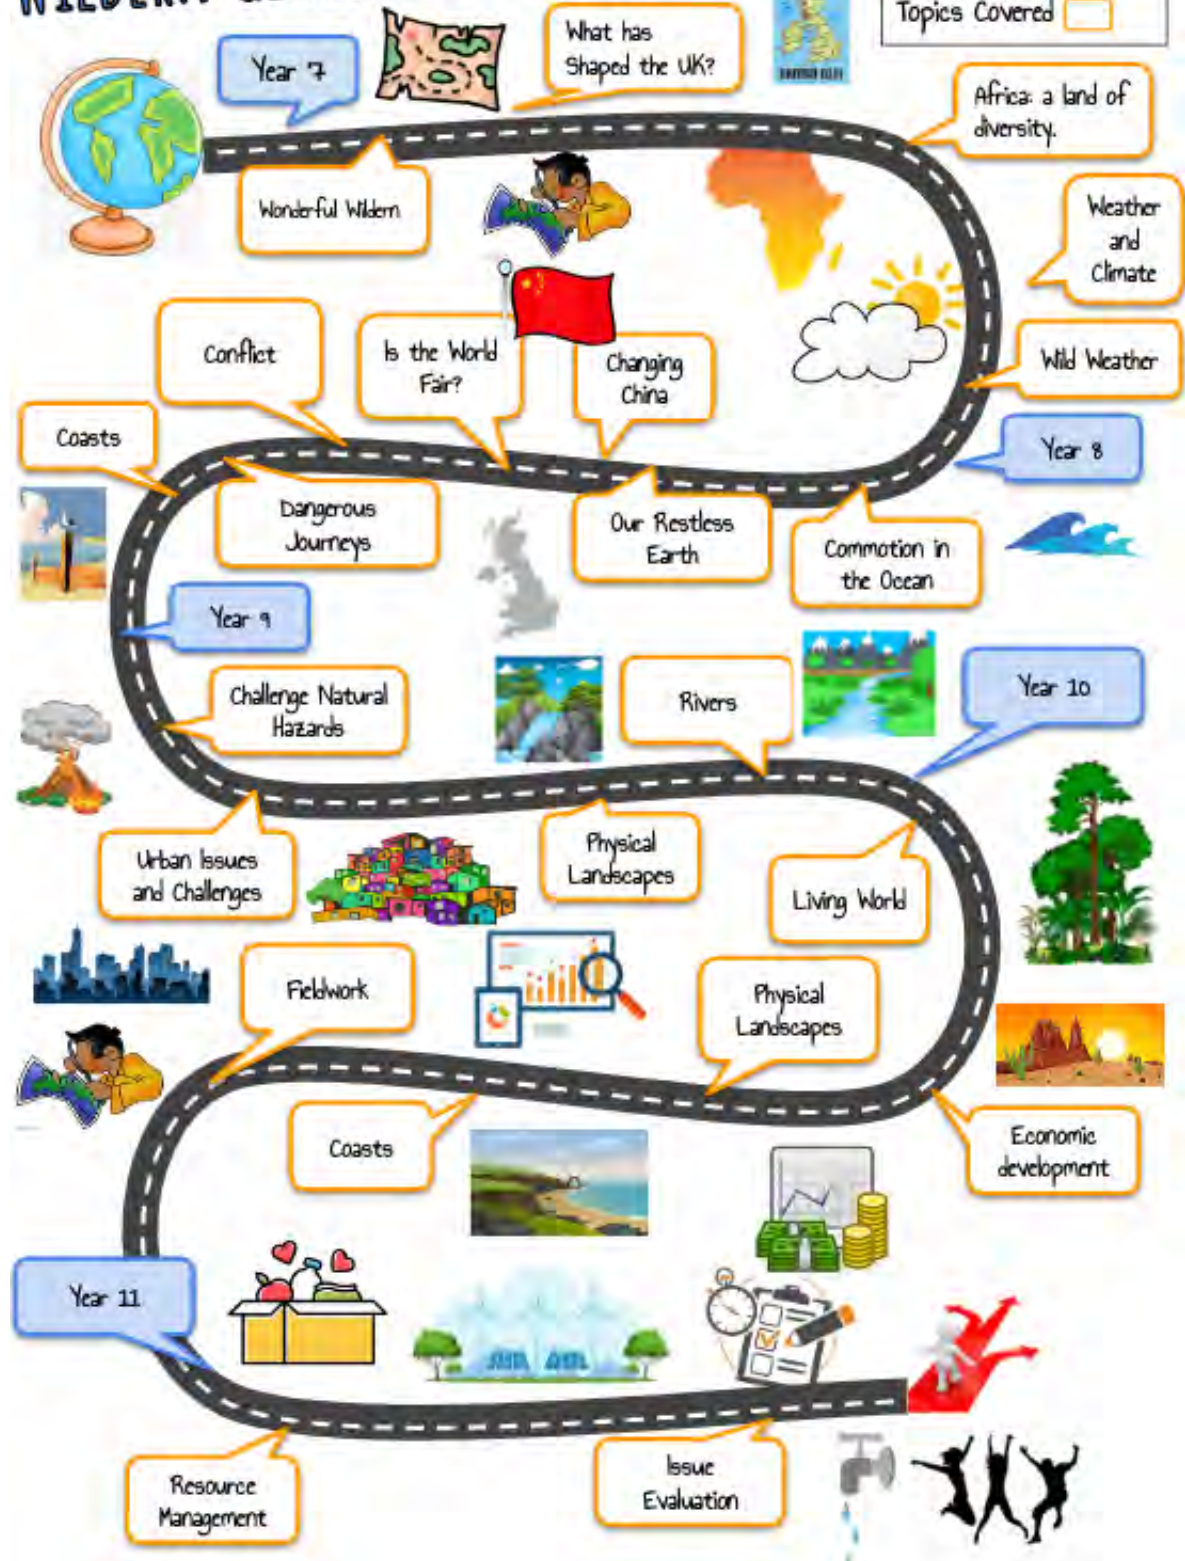 Topics Covered
Year 7
What has
Shaped the UK?
Africa: a land of
diversity.
Wonderful Wildern
Weather
and
Climate
Wild Weather
Year 8
Commotion in
the Ocean
Our Restless
Earth
Changing
China
Is the World
Fair?
Conflict
Dangerous
Journeys
Coasts
Year 9
Challenge Natural
Hazards
Urban Issues
and Challenges
Physical
Landscapes
Rivers
Year 10
Living World
Economic
development
Physical
Landscapes
Coasts
Fieldwork
Year 11
Resource
Management
Issue
Evaluation